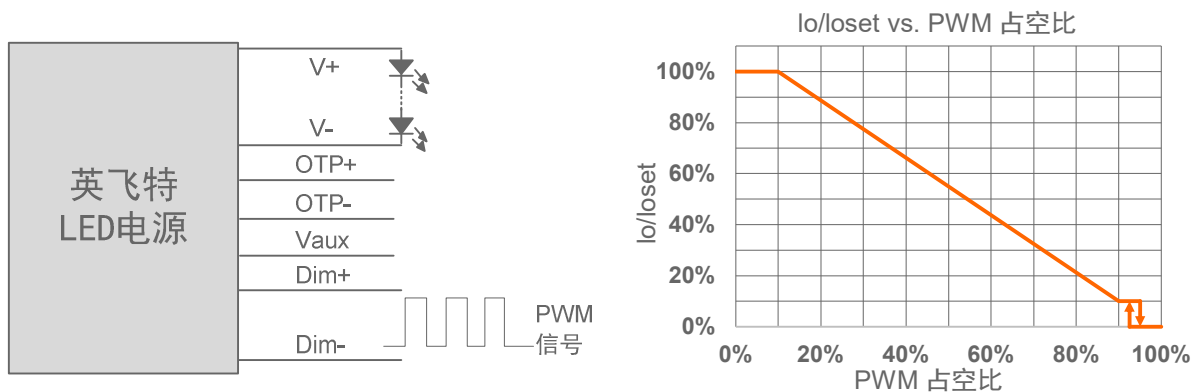 英飞特
LED电源
V+
V-
OTP+
OTP-
Vaux
Dim+
Dim-
PWM
信号
Io/Ioset vs. PWM 占空比
Io/Ioset
100%
80%
60%
40%
20%
0%
0% 20% 40% 60% 80% 100%
PWM 占空比